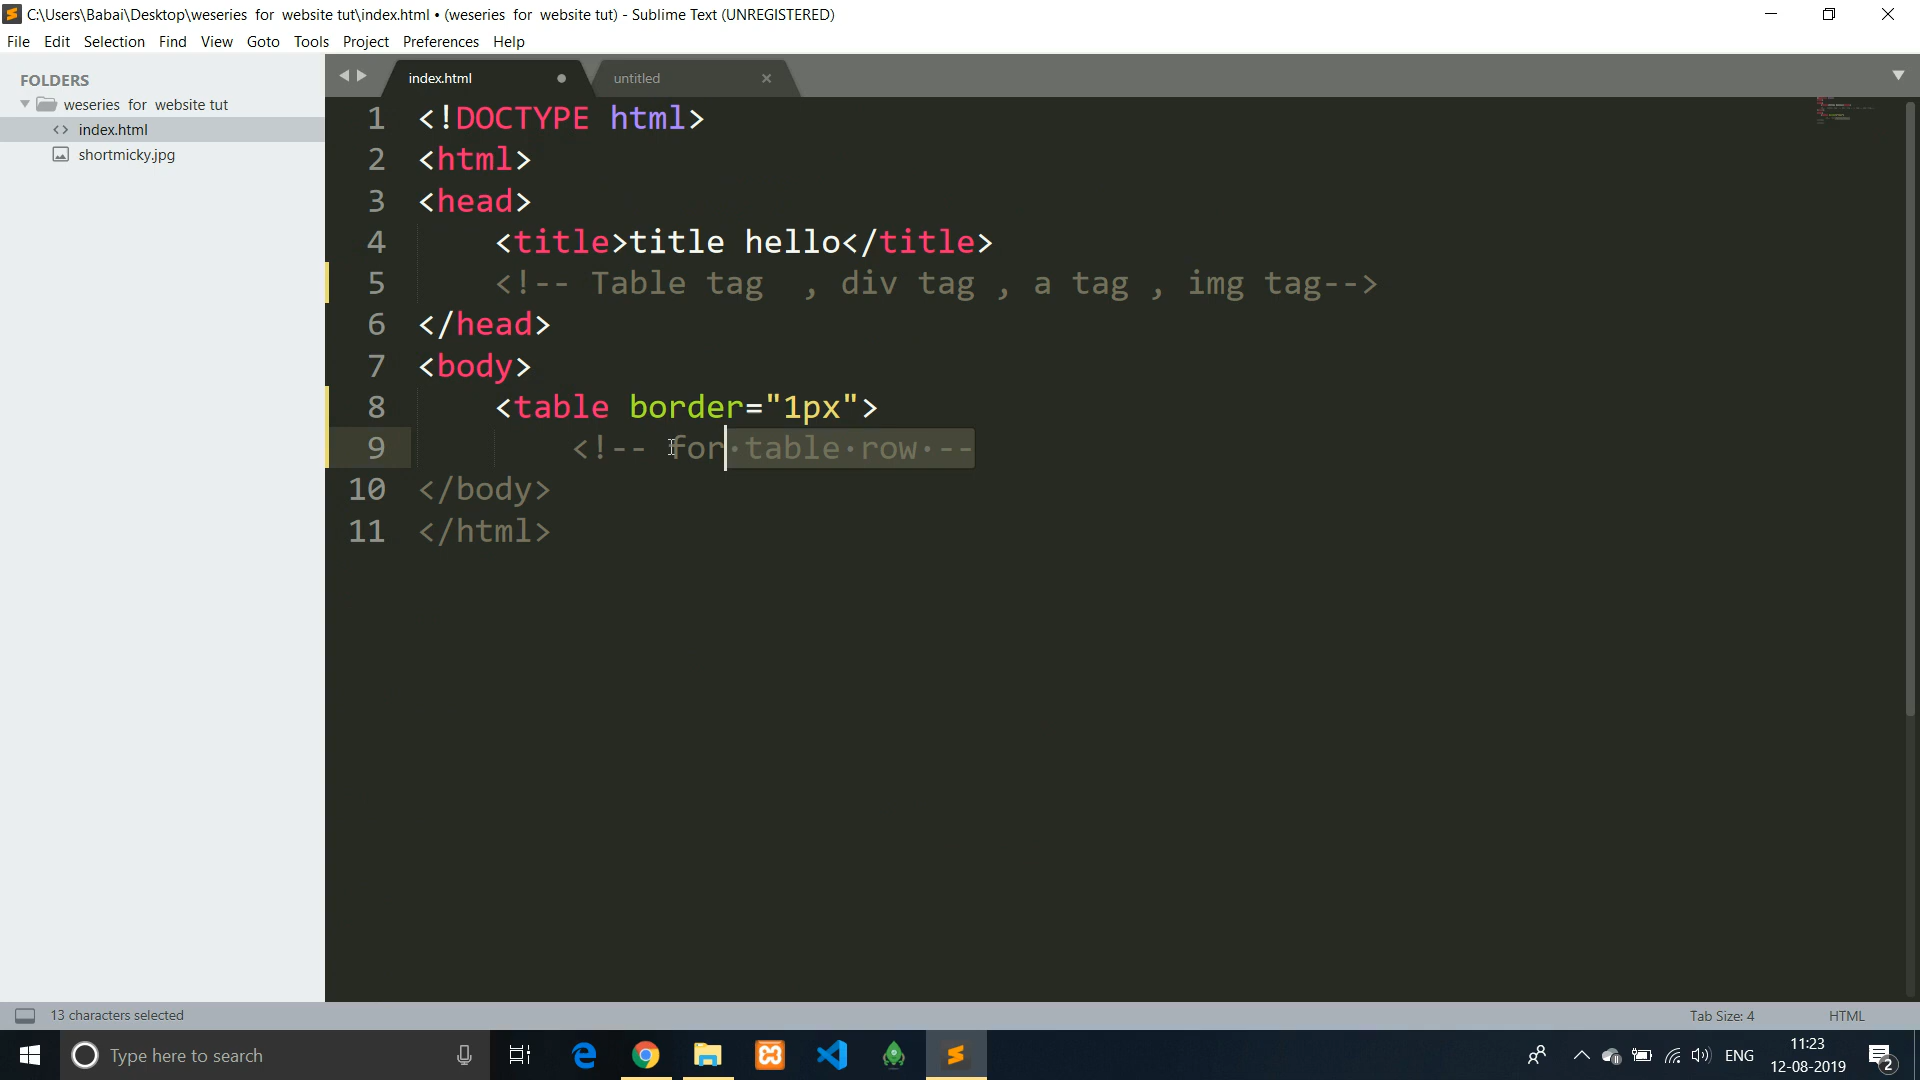 C:\Users\Babai\Desktop\weseries for website tut\index.html • (weseries for website tut) - Sublime Text (UNREGISTERED)
File Edit Selection Find View Goto Tools Project Preferences Help
FOLDERS
weseries for website tut
<> index.html
shortmicky.jpg
index.html
untitled
1 <!DOCTYPE html>
2 <html>
3 <head>
4 <title>title hello</title>
5 <!-- Table tag , div tag , a tag , img tag-->
6 </head>
7 <body>
8 <table border="1px">
9 <!-- for table row --
10 </body>
11 </html>
13 characters selected
Tab Size: 4
HTML
Type here to search
ENG
11:23
12-08-2019
2